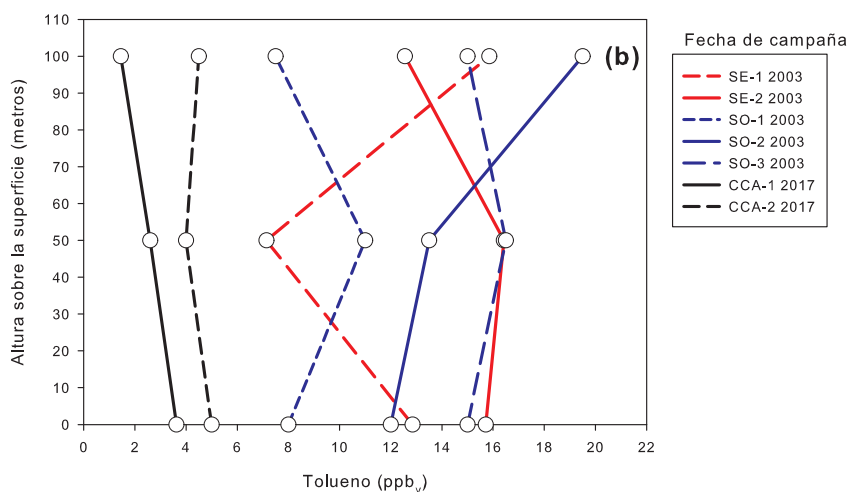 (b)
Fecha de campaña
SE-1 2003
SE-2 2003
SO-1 2003
SO-2 2003
SO-3 2003
CCA-1 2017
CCA-2 2017
Altura sobre la superficie (metros)
110
100
90
80
70
60
50
40
30
20
10
0
0 2 4 6 8 10 12 14 16 18 20 22
Tolueno (ppbv)